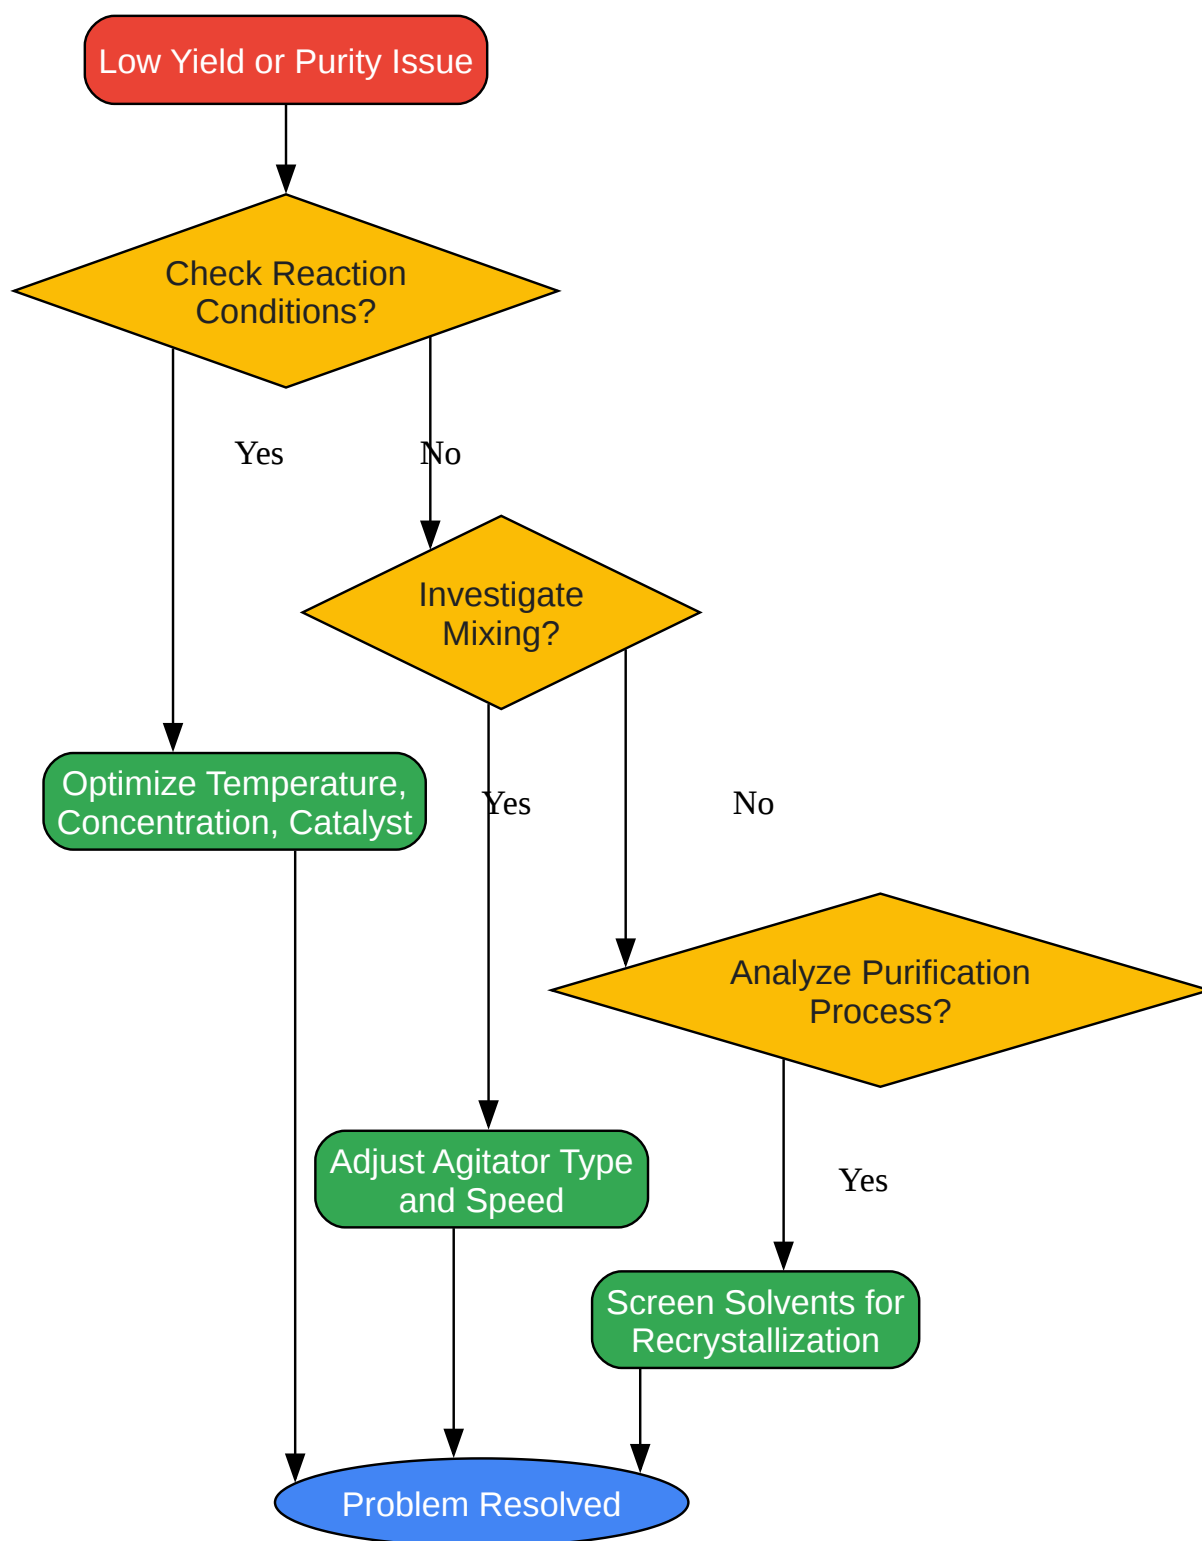 Low Yield or Purity Issue
Check Reaction
Conditions?
Yes
No
Investigate
Mixing?
Optimize Temperature,
Concentration, Catalyst
Yes
No
Analyze Purification
Process?
Adjust Agitator Type
and Speed
Yes
Screen Solvents for
Recrystallization
Problem Resolved